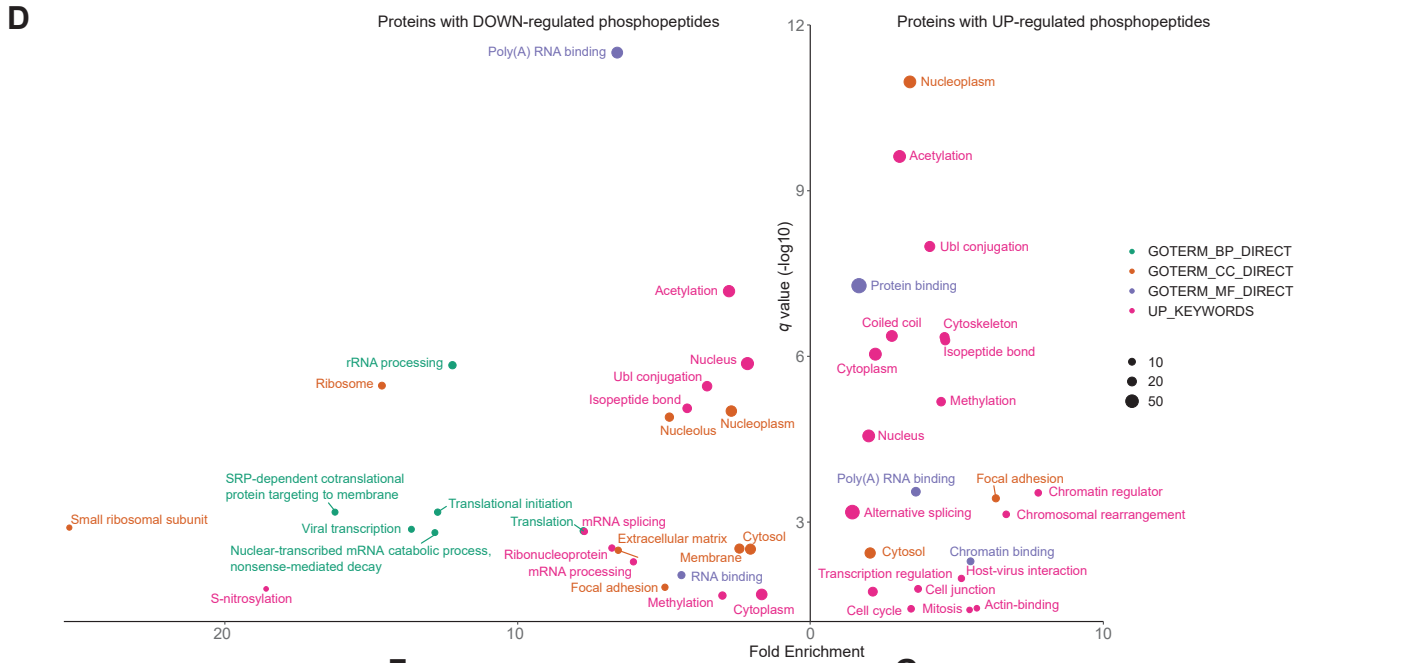 D
Proteins with DOWN-regulated phosphopeptides
Proteins with UP-regulated phosphopeptides
12
Poly(A) RNA binding
Nucleoplasm
Acetylation
9
q value (-log10)
Ubl conjugation
GOTERM_BP_DIRECT
GOTERM_CC_DIRECT
GOTERM_MF_DIRECT
UP_KEYWORDS
Acetylation
Protein binding
Coiled coil
Cytoskeleton
Isopeptide bond
Cytoplasm
6
10
20
50
rRNA processing
Ribosome
Nucleus
Ubl conjugation
Isopeptide bond
Nucleolus
Nucleoplasm
Methylation
Nucleus
SRP-dependent cotranslational
protein targeting to membrane
Translational initiation
Viral transcription
Nuclear-transcribed mRNA catabolic process,
nonsense-mediated decay
Small ribosomal subunit
S-nitrosylation
Translation
mRNA splicing
Ribonucleoprotein
Extracellular matrix
mRNA processing
Focal adhesion
Membrane
Cytosol
RNA binding
Methylation
Cytoplasm
3
Poly(A) RNA binding
Focal adhesion
Chromatin regulator
Alternative splicing
Chromosomal rearrangement
Cytosol
Chromatin binding
Transcription regulation
Host-virus interaction
Cell junction
Cell cycle
Mitosis
Actin-binding
20
10
0
10
Fold Enrichment